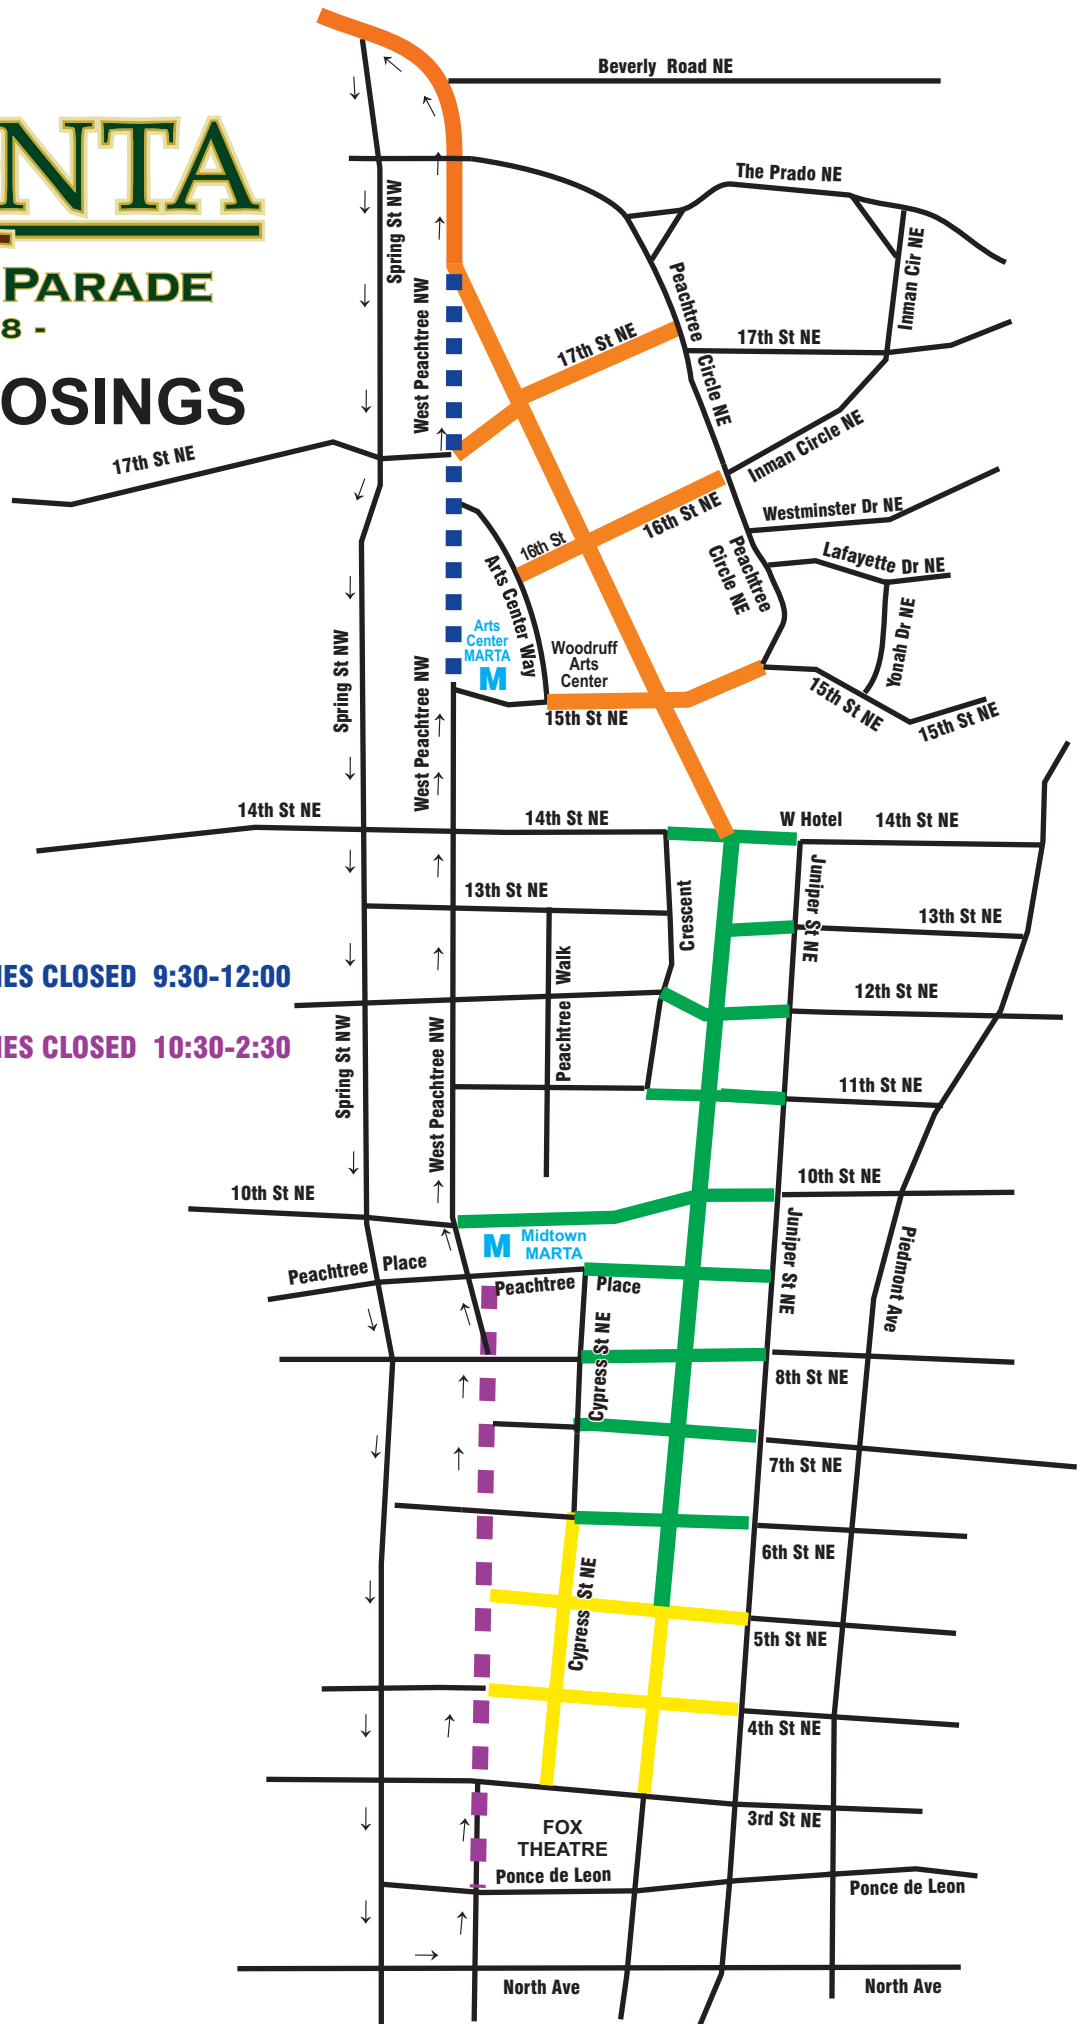 Beverly Road NE
NTA
The Prado NE
Spring St NW
Inman Cir NE
PARADE
8 -
Peachtree Circle NE
West Peachtree NW
17th St NE
17th St NE
OSINGS
Inman Circle NE
17th St NE
Westminster Dr NE
16th St NE
16th St
Peachtree
Circle NE
Lafayette Dr NE
Arts Center Way
Yonah Dr NE
Arts
Center
MARTA
M
Woodruff
Arts
Center
Spring St NW
West Peachtree NW
15th St NE
15th St NE
15th St NE
14th St NE
14th St NE
W Hotel
14th St NE
Juniper St NE
13th St NE
Crescent
13th St NE
IES CLOSED 9:30-12:00
Peachtree Walk
12th St NE
Spring St NW
West Peachtree NW
IES CLOSED 10:30-2:30
11th St NE
10th St NE
10th St NE
M
Midtown
MARTA
Juniper St NE
Piedmont Ave
Peachtree Place
Peachtree Place
Cypress St NE
8th St NE
7th St NE
6th St NE
Cypress St NE
5th St NE
4th St NE
3rd St NE
FOX
THEATRE
Ponce de Leon
Ponce de Leon
North Ave
North Ave